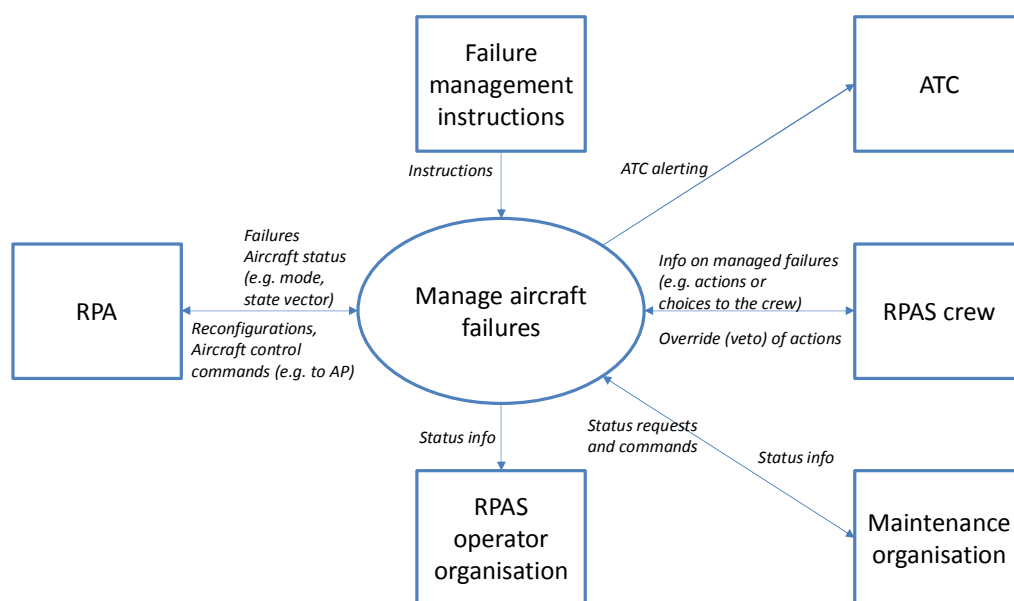 Failure
management
instructions
ATC
Instructions
ATC alerting
Failures
Aircraft status
(e.g. mode,
state vector)
RPA
Reconfigurations,
Aircraft control
commands (e.g. to AP)
Manage aircraft
failures
Info on managed failures
(e.g. actions or
choices to the crew)
Override (veto) of actions
RPAS crew
Status info
Status requests
and commands
Status info
RPAS
operator
organisation
Maintenance
organisation